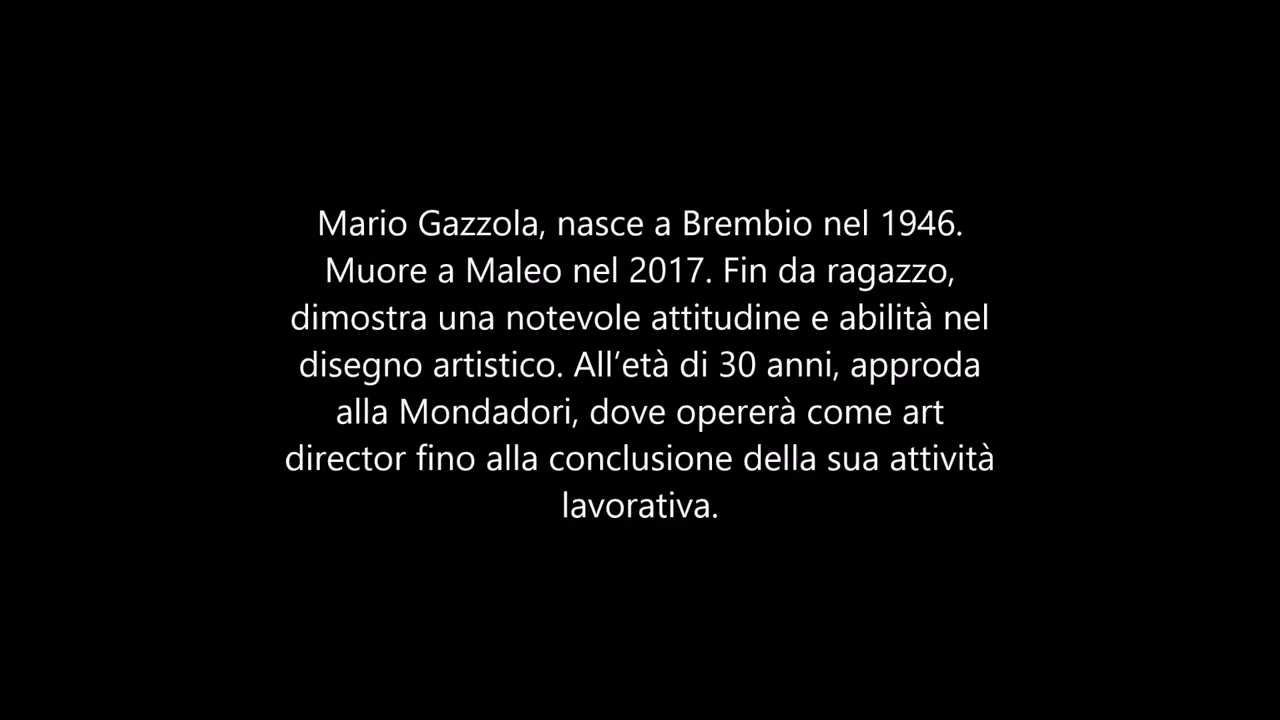 Mario Gazzola, nasce a Brembio nel 1946.
Muore a Maleo nel 2017. Fin da ragazzo,
dimostra una notevole attitudine e abilità nel
disegno artistico. All’età di 30 anni, approda
alla Mondadori, dove opererà come art
director fino alla conclusione della sua attività
lavorativa.